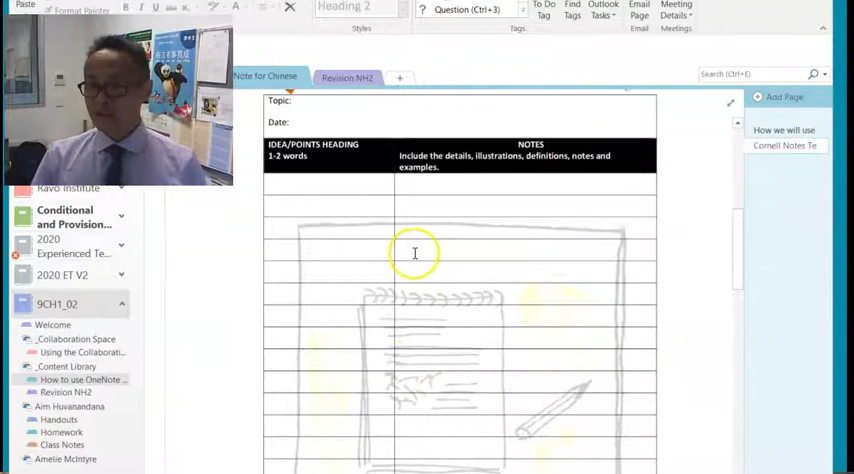 Paste
Format Painter
B I U abc X₂
A
Heading 2
Styles
Question (Ctrl+3)
Tags
To Do
Tag
Find
Tags
Outlook
Tasks
Email
Page
Email
Meeting
Details
Meetings
Note for Chinese
Revision NH2
+
Search (Ctrl+E)
Add Page
How we will use
Cornell Notes Te
Topic:
Date:
IDEA/POINTS HEADING
1-2 words
NOTES
Include the details, illustrations, definitions, notes and
examples.
Ravo Institute
Conditional
and Provision...
2020
Experienced Te...
2020 ET V2
9CH1_02
Welcome
_Collaboration Space
Using the Collaborati...
_Content Library
How to use OneNote ...
Revision NH2
Aim Huvanandana
Handouts
Homework
Class Notes
Amelie McIntyre